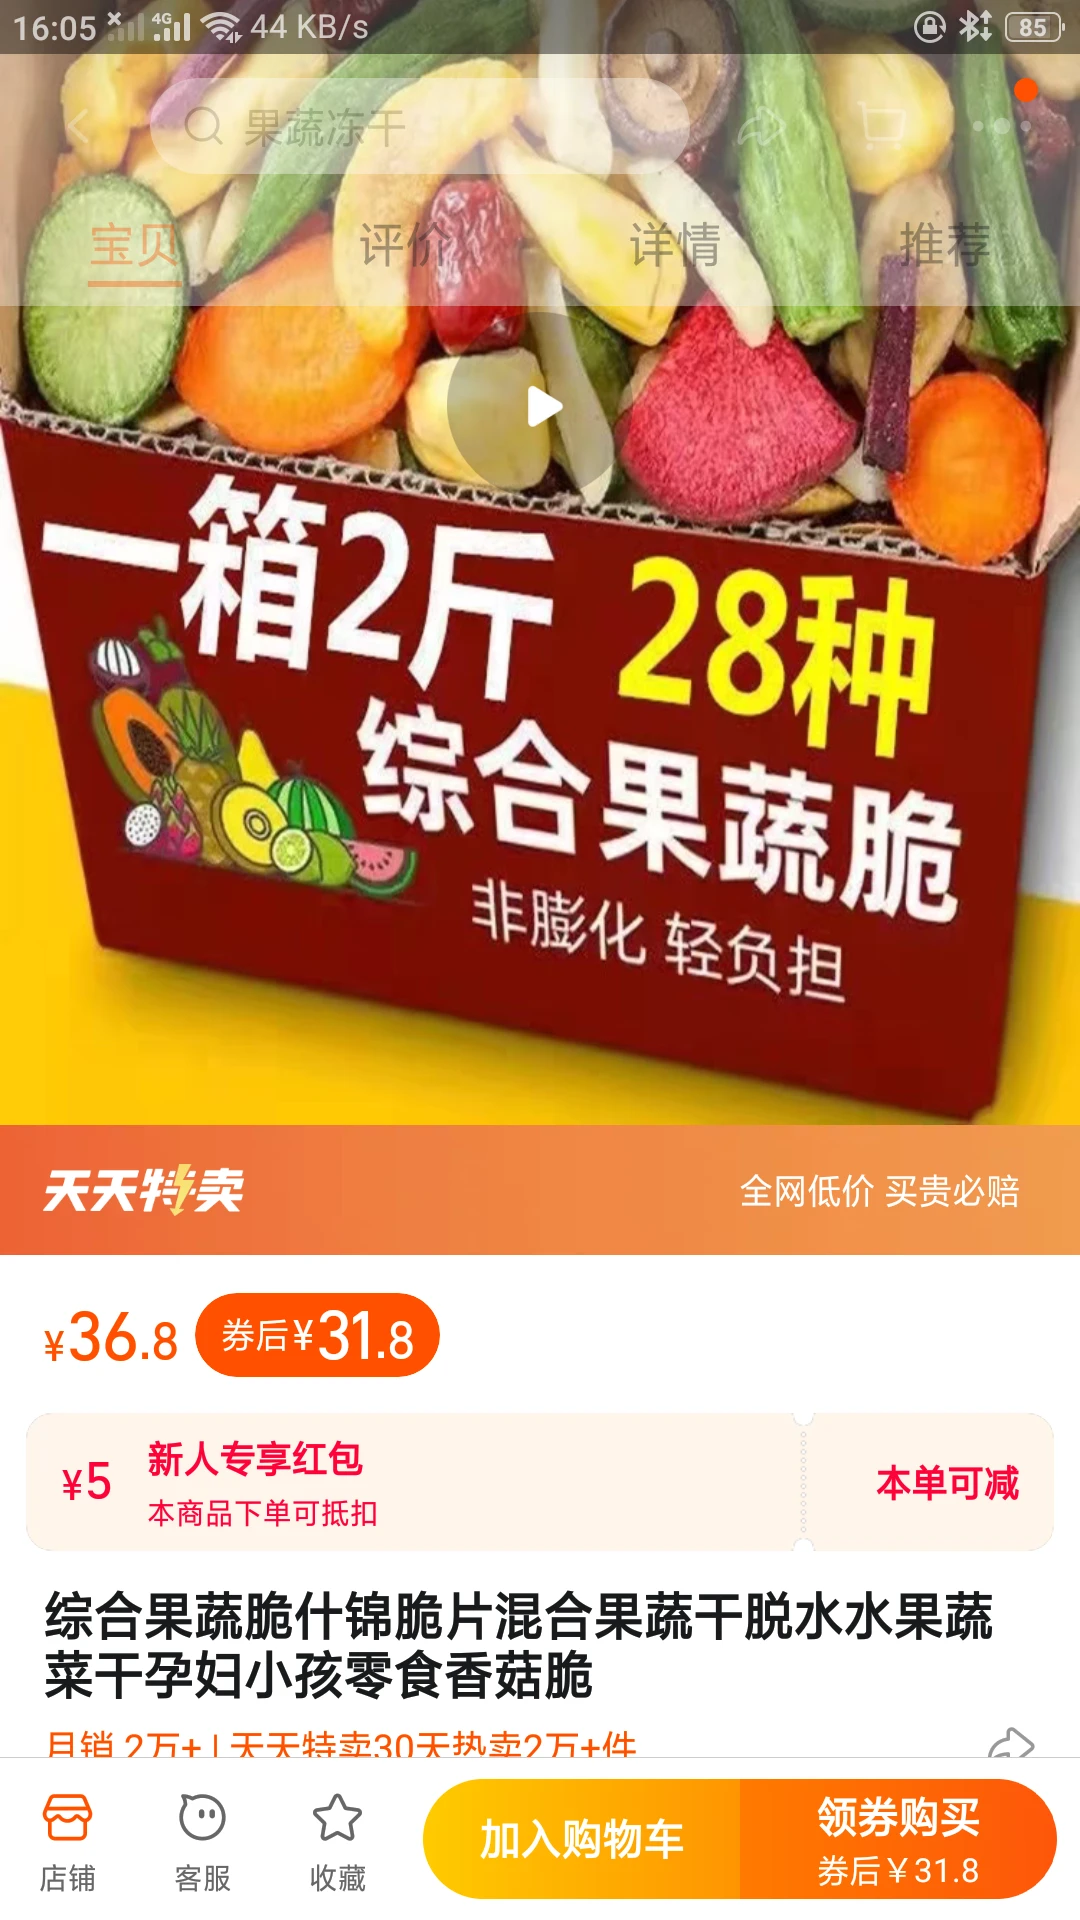 16:05 4G 44 KB/s 85
果蔬冻干
宝贝 评价 详情 推荐
一箱2斤 28种
综合果蔬脆
非膨化 轻负担
天天特卖 全网低价 买贵必赔
¥36.8 券后¥31.8
¥5 新人专享红包 本单可减
本商品下单可抵扣
综合果蔬脆什锦脆片混合果蔬干脱水水果蔬
菜干孕妇小孩零食香菇脆
月销 2万+ | 天天特卖30天热卖2万+件
加入购物车 领券购买
券后¥31.8
店铺 客服 收藏